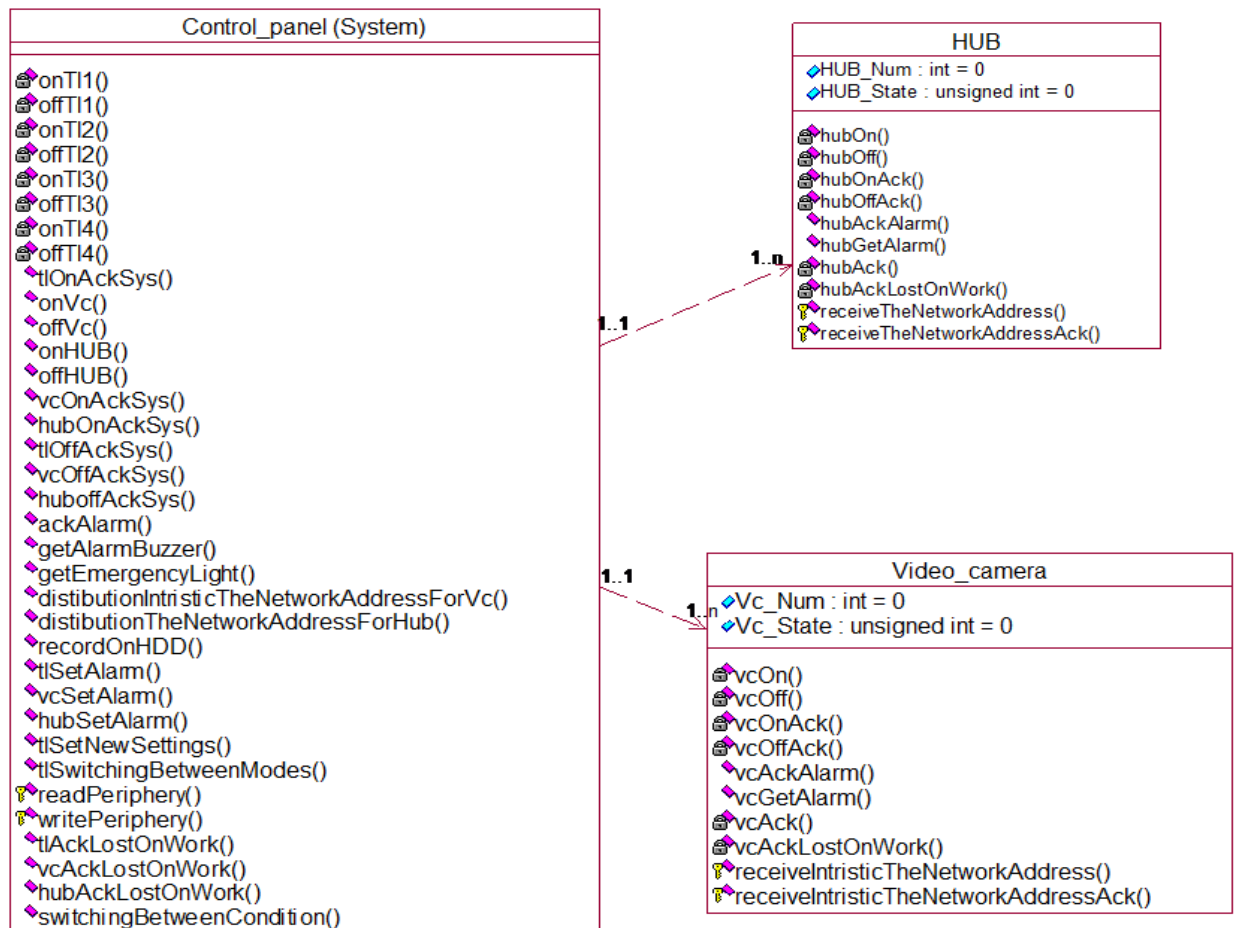 Control_panel (System)
onTl1()
offTl1()
onTl2()
offTl2()
onTl3()
offTl3()
onTl4()
offTl4()
tlOnAckSys()
onVc()
offVc()
onHUB()
offHUB()
vcOnAckSys()
hubOnAckSys()
tlOffAckSys()
vcOffAckSys()
huboffAckSys()
ackAlarm()
getAlarmBuzzer()
getEmergencyLight()
distibutionIntristicTheNetworkAddressForVc()
distibutionTheNetworkAddressForHub()
recordOnHDD()
tlSetAlarm()
vcSetAlarm()
hubSetAlarm()
tlSetNewSettings()
tlSwitchingBetweenModes()
readPeriphery()
writePeriphery()
tlAckLostOnWork()
vcAckLostOnWork()
hubAckLostOnWork()
switchingBetweenCondition()
1..1
1..n
HUB
HUB_Num : int = 0
HUB_State : unsigned int = 0
hubOn()
hubOff()
hubOnAck()
hubOffAck()
hubAckAlarm()
hubGetAlarm()
hubAck()
hubAckLostOnWork()
receiveTheNetworkAddress()
receiveTheNetworkAddressAck()
1..1
1..n
Video_camera
Vc_Num : int = 0
Vc_State : unsigned int = 0
vcOn()
vcOff()
vcOnAck()
vcOffAck()
vcAckAlarm()
vcGetAlarm()
vcAck()
vcAckLostOnWork()
receiveIntristicTheNetworkAddress()
receiveIntristicTheNetworkAddressAck()